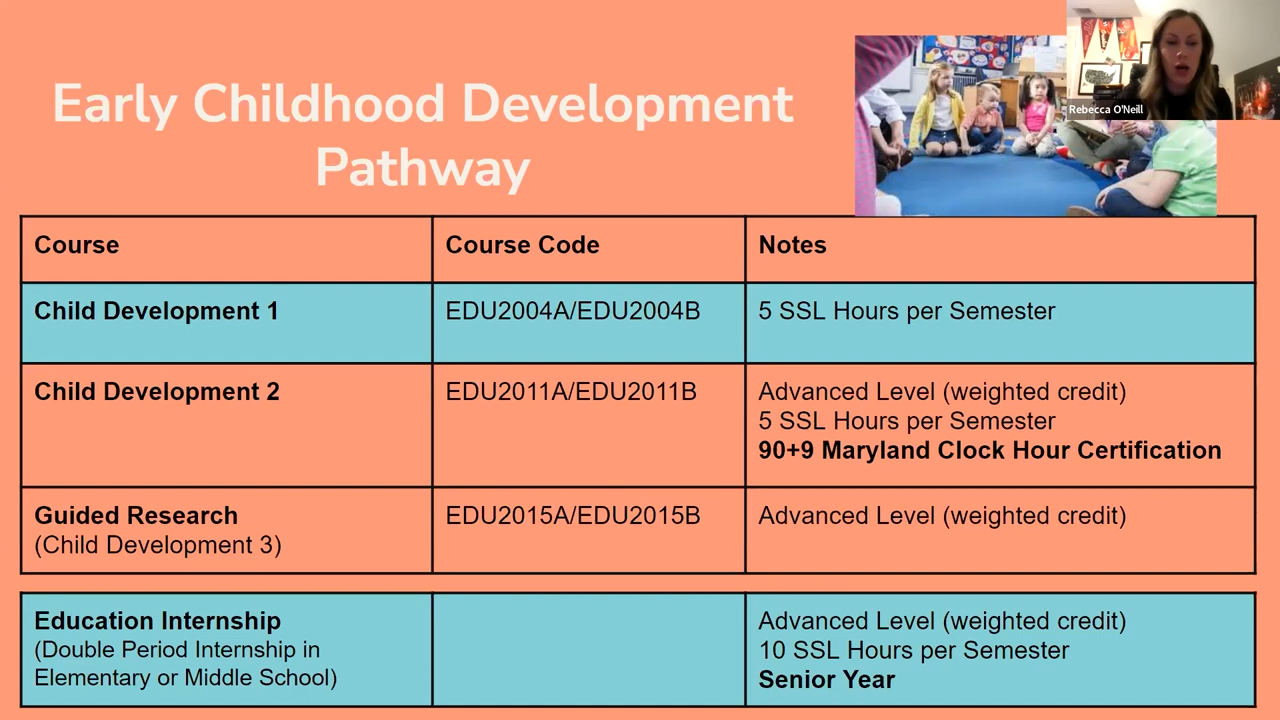 Early Childhood Development
Pathway
Rebecca O'Neill
Course
Course Code
Notes
Child Development 1
EDU2004A/EDU2004B
5 SSL Hours per Semester
Child Development 2
EDU2011A/EDU2011B
Advanced Level (weighted credit)
5 SSL Hours per Semester
90+9 Maryland Clock Hour Certification
Guided Research
(Child Development 3)
EDU2015A/EDU2015B
Advanced Level (weighted credit)
Education Internship
(Double Period Internship in
Elementary or Middle School)
Advanced Level (weighted credit)
10 SSL Hours per Semester
Senior Year